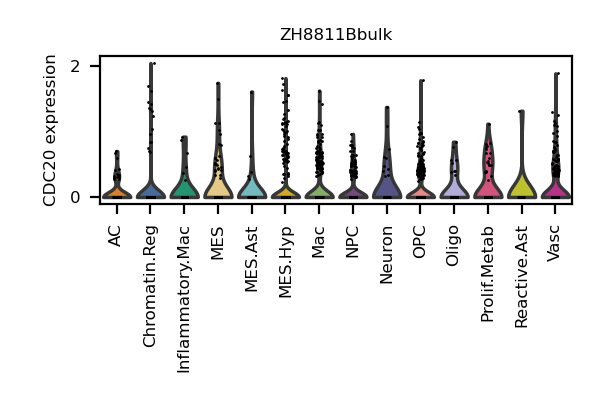 ZH8811Bbulk
CDC20 expression
2
0
AC
Chromatin.Reg
Inflammatory.Mac
MES
MES.Ast
MES.Hyp
Mac
NPC
Neuron
OPC
Oligo
Prolif.Metab
Reactive.Ast
Vasc